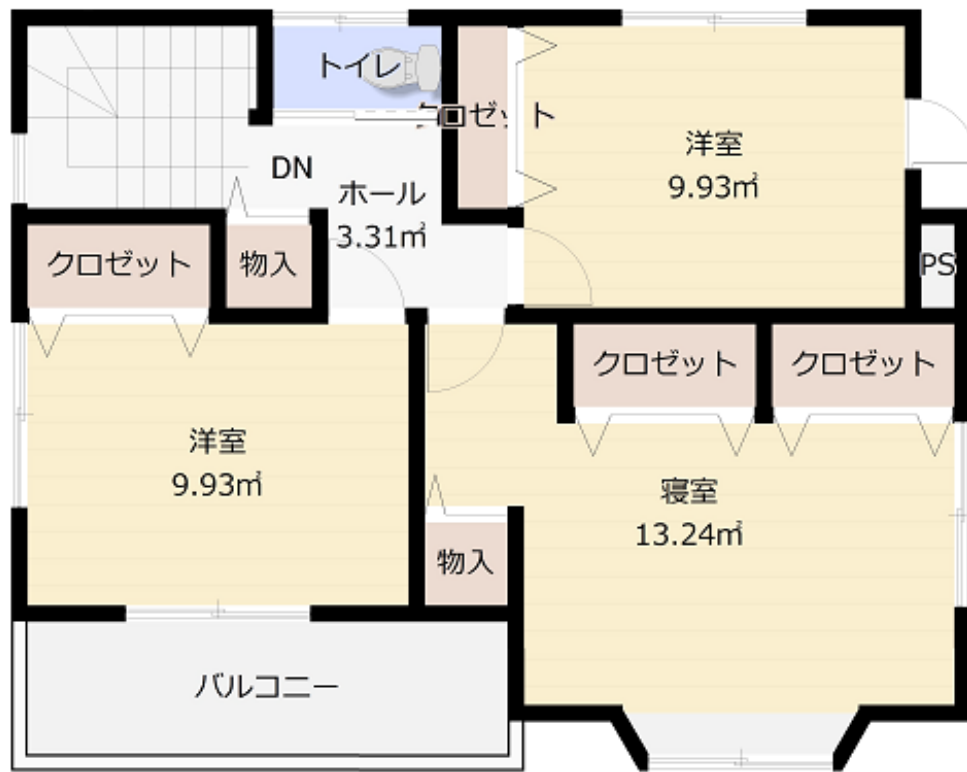 トイレ
クロゼット
洋室
9.93㎡
DN
ホール
3.31㎡
クロゼット
物入
PS
クロゼット
クロゼット
洋室
9.93㎡
寝室
13.24㎡
物入
バルコニー